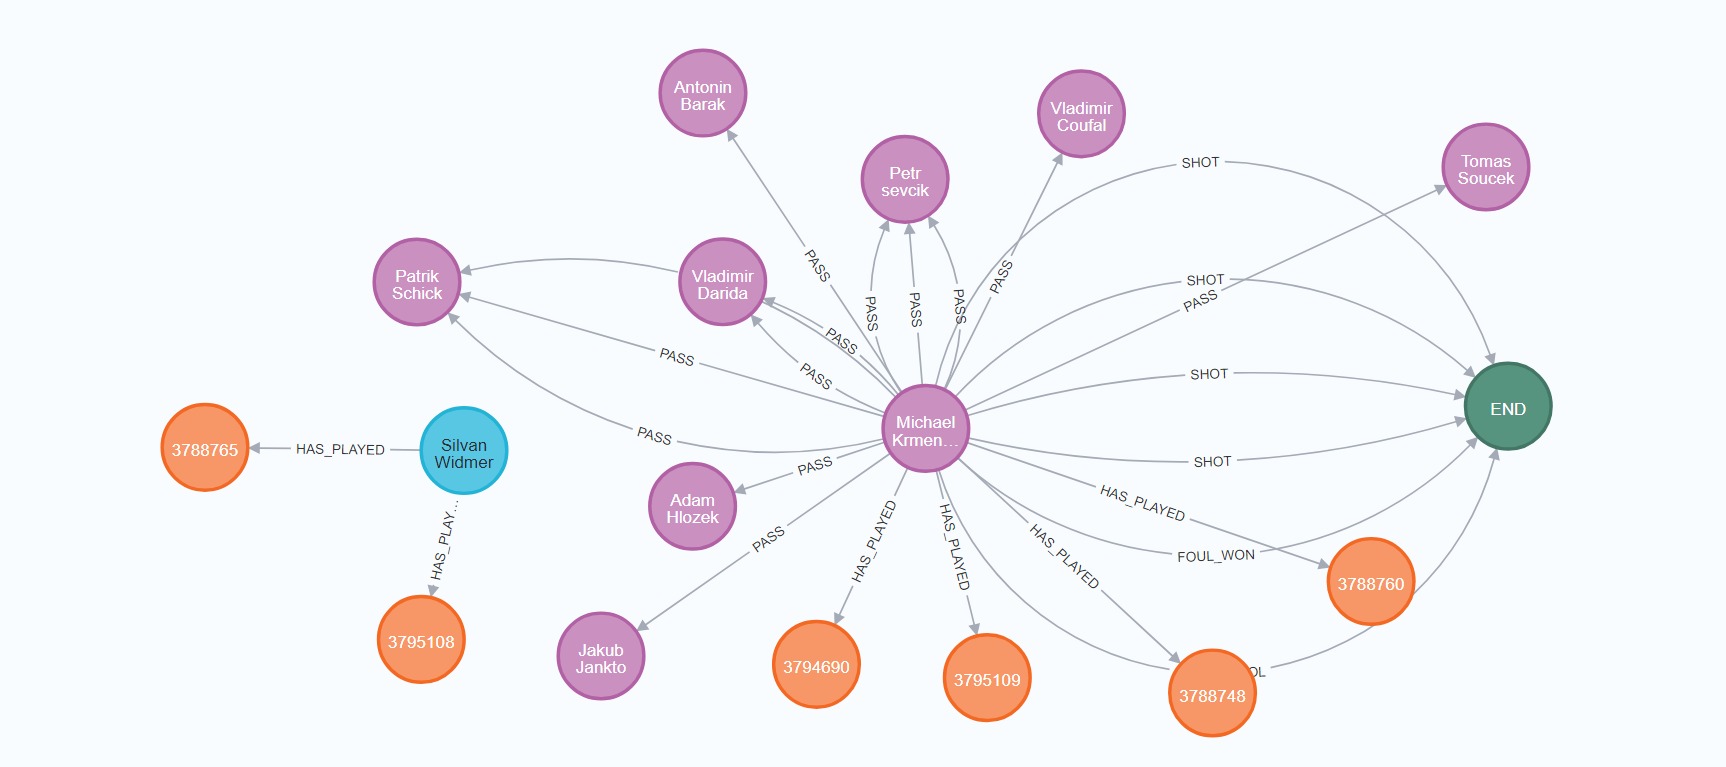 Antonin
Barak
Vladimir
Coufal
SHOT
Tomas
Soucek
Petr
sevcik
Patrik
Schick
Vladimir
Darida
PASS
PASS
SHOT
PASS
PASS
PASS
PASS
PASS
PASS
PASS
SHOT
END
Michael
Krmen...
PASS
3788765
HAS_PLAYED
Silvan
Widmer
PASS
SHOT
Adam
Hlozek
HAS_PLAYED
HAS_PLAY...
PASS
HAS_PLAYED
HAS_PLAYED
HAS_PLAYED
FOUL_WON
3788760
3795108
Jakub
Jankto
3794690
3795109
3788748
OL